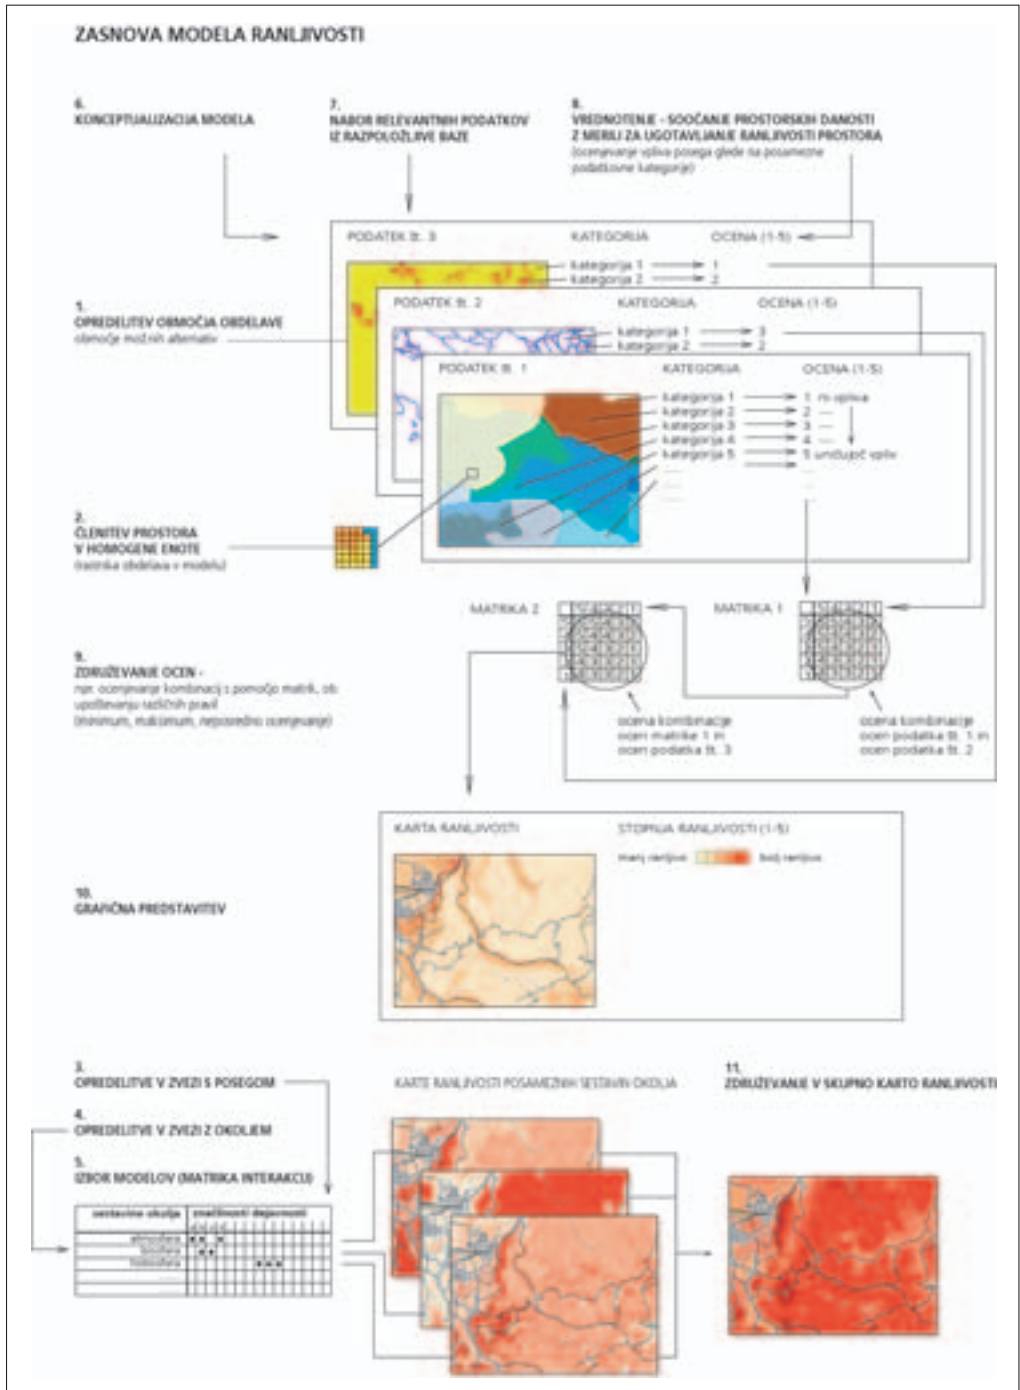 ZASNOVA MODELA RANLJIVOSTI
6.
KONCEPTUALIZACIJA MODELA
7.
NABOR RELEVANTNIH PODATKOV
IZ RAZPOLOŽLJIVE BAZE
8.
VREDNOTENJE - SOOČANJE PROSTORSKIH DANOSTI
Z MERILI ZA UGOTAVLJANJE RANLJIVOSTI PROSTORA
(ocenjevanje vpliva posega glede na posamezne
podatkovne kategorije)
PODATEK št. 3 KATEGORIJA OCENA (1-5)
kategorija 1 1
kategorija 2 2
1.
OPREDELITEV OBMOČJA OBDELAVE
območje možnih alternativ
PODATEK št. 2 KATEGORIJA OCENA (1-5)
kategorija 1 3
kategorija 2 2
PODATEK št. 1 KATEGORIJA OCENA (1-5)
kategorija 1 1 ni vpliva
kategorija 2 2 —
kategorija 3 3 —
kategorija 4 4 —
kategorija 5 5 uničujoč vpliv
2.
ČLENITEV PROSTORA
V HOMOGENE ENOTE
(rastrska obdelava v modelu)
MATRIKA 2 MATRIKA 1
9.
ZDRUŽEVANJE OCEN -
npr. ocenjevanje kombinacij s pomočjo matrik, ob
upoštevanju različnih pravil
(minimum, maksimum, neposredno ocenjevanje)
ocena kombinacije
ocen matrike 1 in
ocen podatka št. 3
ocena kombinacije
ocen podatka št. 1 in
ocen podatka št. 2
KARTA RANLJIVOSTI STOPNJA RANLJIVOSTI (1-5)
manj ranljivo bolj ranljivo
10.
GRAFIČNA PREDSTAVITEV
3.
OPREDELITVE V ZVEZI S POSEGOM
4.
OPREDELITVE V ZVEZI Z OKOLJEM
5.
IZBOR MODELOV (MATRIKA INTERAKCIJ)
KARTE RANLJIVOSTI POSAMEZNIH SESTAVIN OKOLJA
11.
ZDRUŽEVANJE V SKUPNO KARTO RANLJIVOSTI
sestavine okolja značilnosti dejavnosti
atmosfera
biosfera